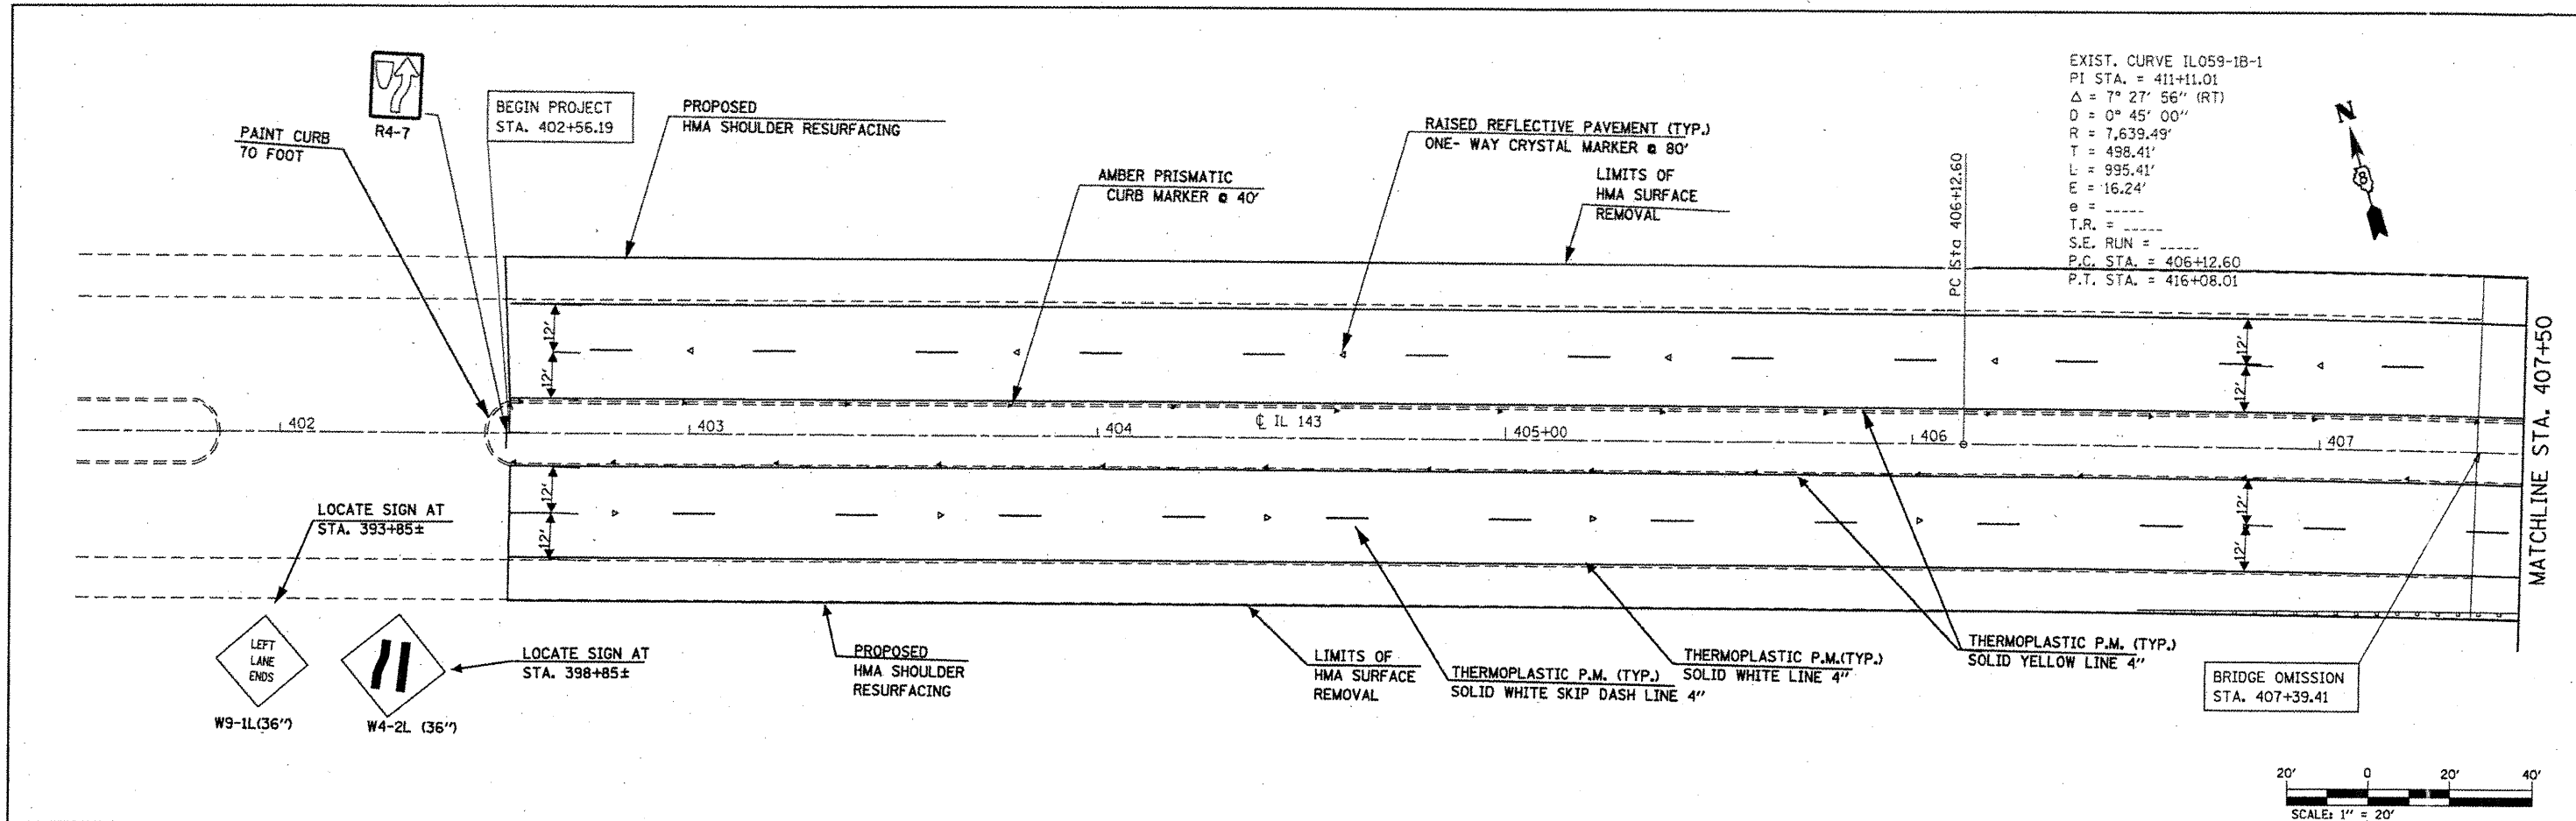 R4-7
PAINT CURB
70 FOOT
BEGIN PROJECT
STA. 402+56.19
PROPOSED
HMA SHOULDER RESURFACING
AMBER PRISMATIC
CURB MARKER @ 40'
RAISED REFLECTIVE PAVEMENT (TYP.)
ONE- WAY CRYSTAL MARKER @ 80'
LIMITS OF
HMA SURFACE
REMOVAL
PC Sta 406+12.60
EXIST. CURVE IL059-1B-1
PI STA. = 411+11.01
Δ = 7° 27' 56" (RT)
D = 0° 45' 00"
R = 7,639.49'
T = 498.41'
L = 995.41'
E = 16.24'
e = -----
T.R. = -----
S.E. RUN = -----
P.C. STA. = 406+12.60
P.T. STA. = 416+08.01
N
12'
12'
12'
12'
402
403
404
℄ IL 143
405+00
406
407
12'
12'
12'
12'
MATCHLINE STA. 407+50
LOCATE SIGN AT
STA. 393+85±
LEFT
LANE
ENDS
W9-1L(36")
W4-2L (36")
LOCATE SIGN AT
STA. 398+85±
PROPOSED
HMA SHOULDER
RESURFACING
LIMITS OF
HMA SURFACE
REMOVAL
THERMOPLASTIC P.M. (TYP.)
SOLID WHITE SKIP DASH LINE 4"
THERMOPLASTIC P.M.(TYP.)
SOLID WHITE LINE 4"
THERMOPLASTIC P.M. (TYP.)
SOLID YELLOW LINE 4"
BRIDGE OMISSION
STA. 407+39.41
20' 0 20' 40'
SCALE: 1" = 20'